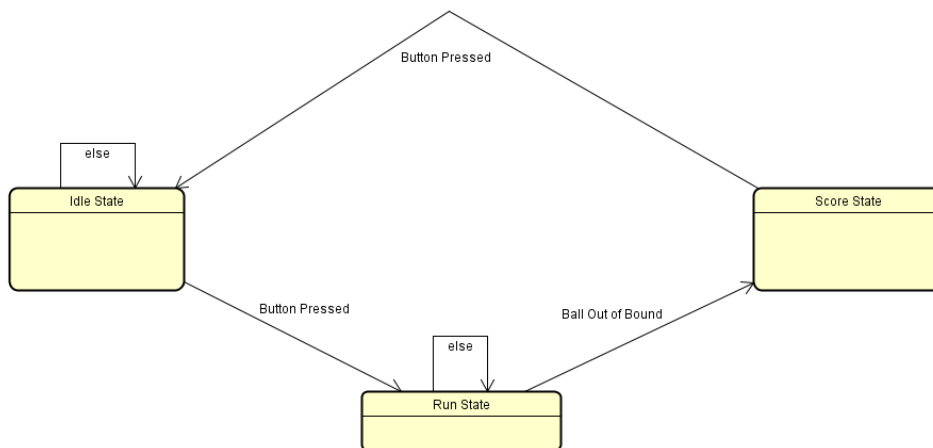 Button Pressed
else
Idle State
Score State
Button Pressed
Ball Out of Bound
else
Run State